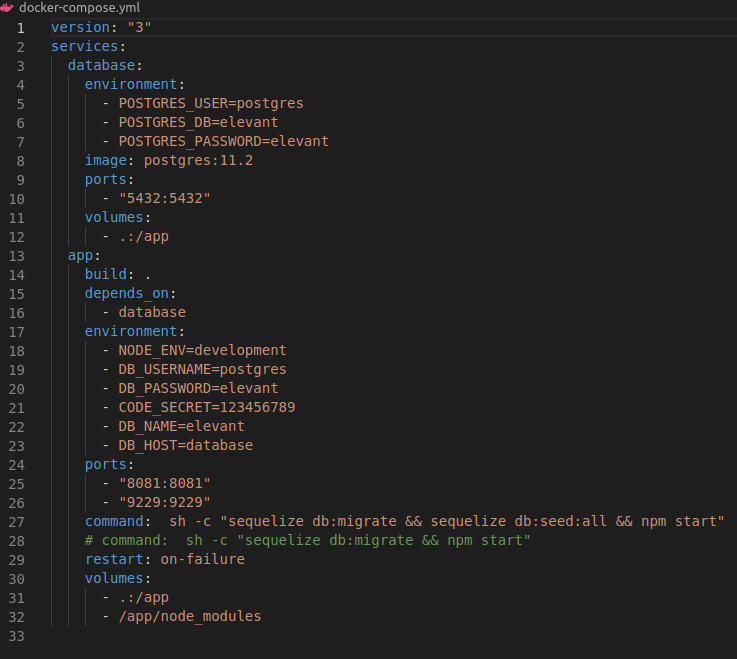 docker-compose.yml
1 version: "3"
2 services:
3   database:
4     environment:
5       - POSTGRES_USER=postgres
6       - POSTGRES_DB=elevant
7       - POSTGRES_PASSWORD=elevant
8     image: postgres:11.2
9     ports:
10       - "5432:5432"
11     volumes:
12       - .:/app
13   app:
14     build: .
15     depends_on:
16       - database
17     environment:
18       - NODE_ENV=development
19       - DB_USERNAME=postgres
20       - DB_PASSWORD=elevant
21       - CODE_SECRET=123456789
22       - DB_NAME=elevant
23       - DB_HOST=database
24     ports:
25       - "8081:8081"
26       - "9229:9229"
27     command:  sh -c "sequelize db:migrate && sequelize db:seed:all && npm start"
28     # command:  sh -c "sequelize db:migrate && npm start"
29     restart: on-failure
30     volumes:
31       - .:/app
32       - /app/node_modules
33